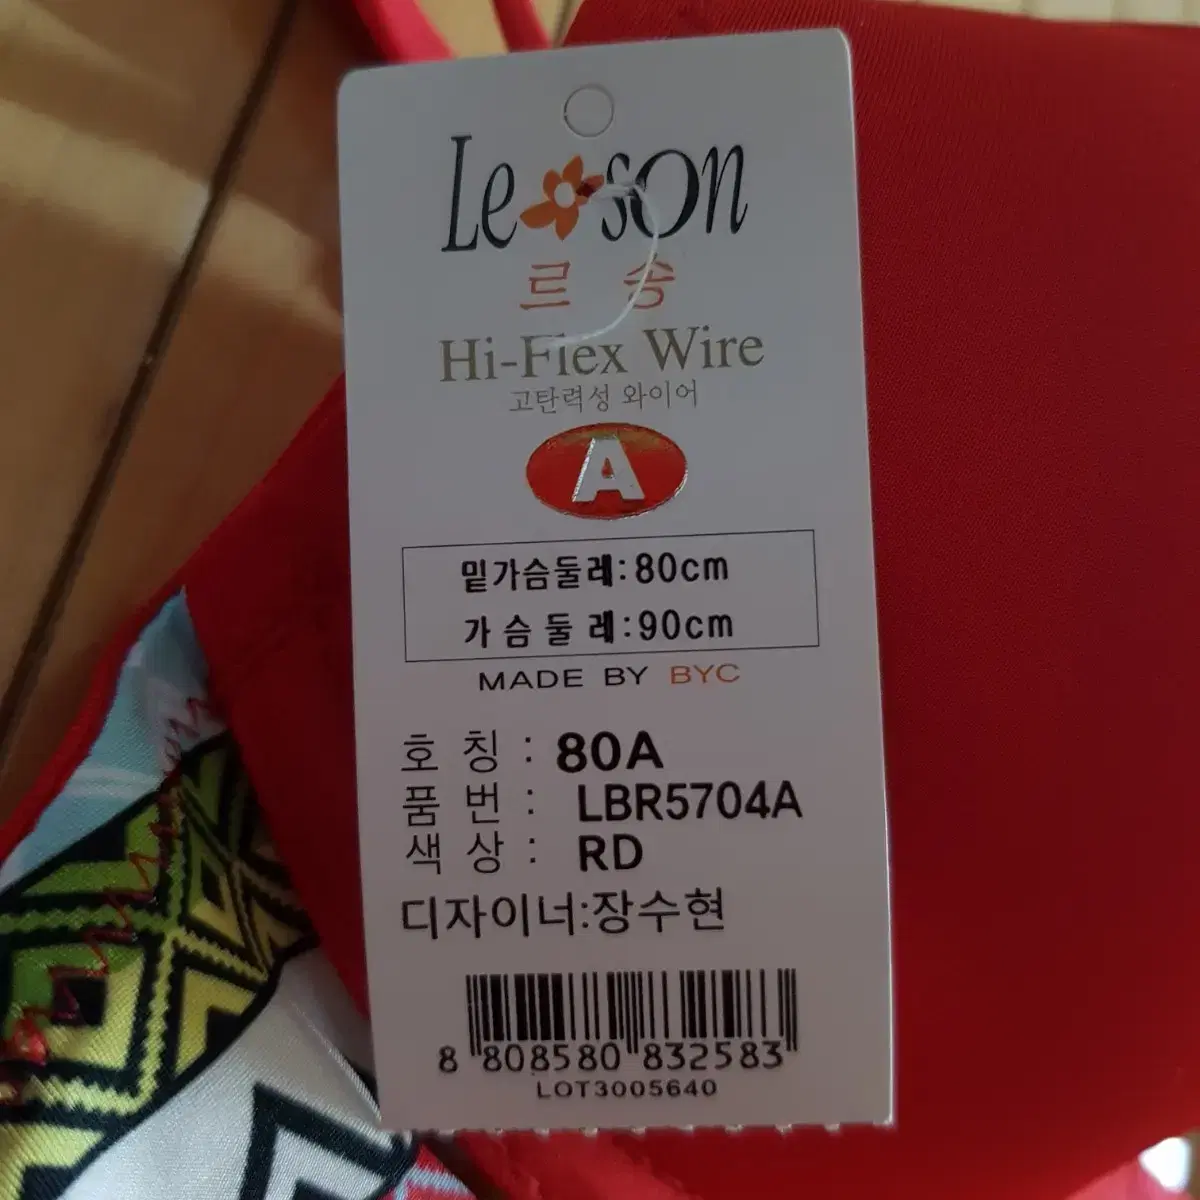 Le son
르 송
Hi-Flex Wire
고탄력성 와이어
A
밑가슴둘레:80cm
가 슴 둘 레:90cm
MADE BY BYC
호 칭 : 80A
품 번 : LBR5704A
색 상 : RD
디자이너:장수현
8 808580 832583
LOT3005640